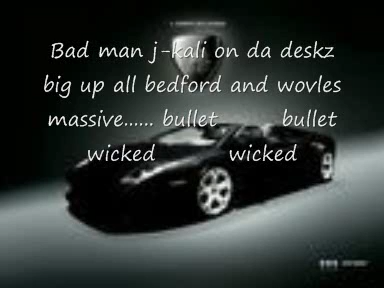 Bad man j-kali on da deskz
big up all bedford and wovles
massive...... bullet bullet
wicked wicked